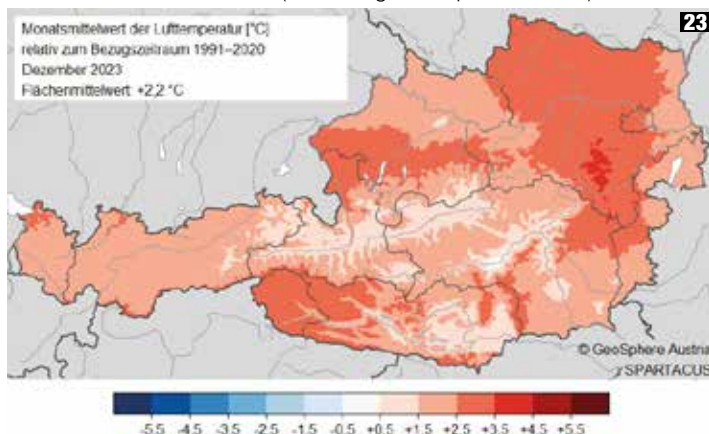 23
Monatsmittelwert der Lufttemperatur [°C]
relativ zum Bezugszeitraum 1991–2020
Dezember 2023
Flächenmittelwert: +2,2 °C
© GeoSphere Austria
SPARTACUS
-5.5 -4.5 -3.5 -2.5 -1.5 -0.5 +0.5 +1.5 +2.5 +3.5 +4.5 +5.5